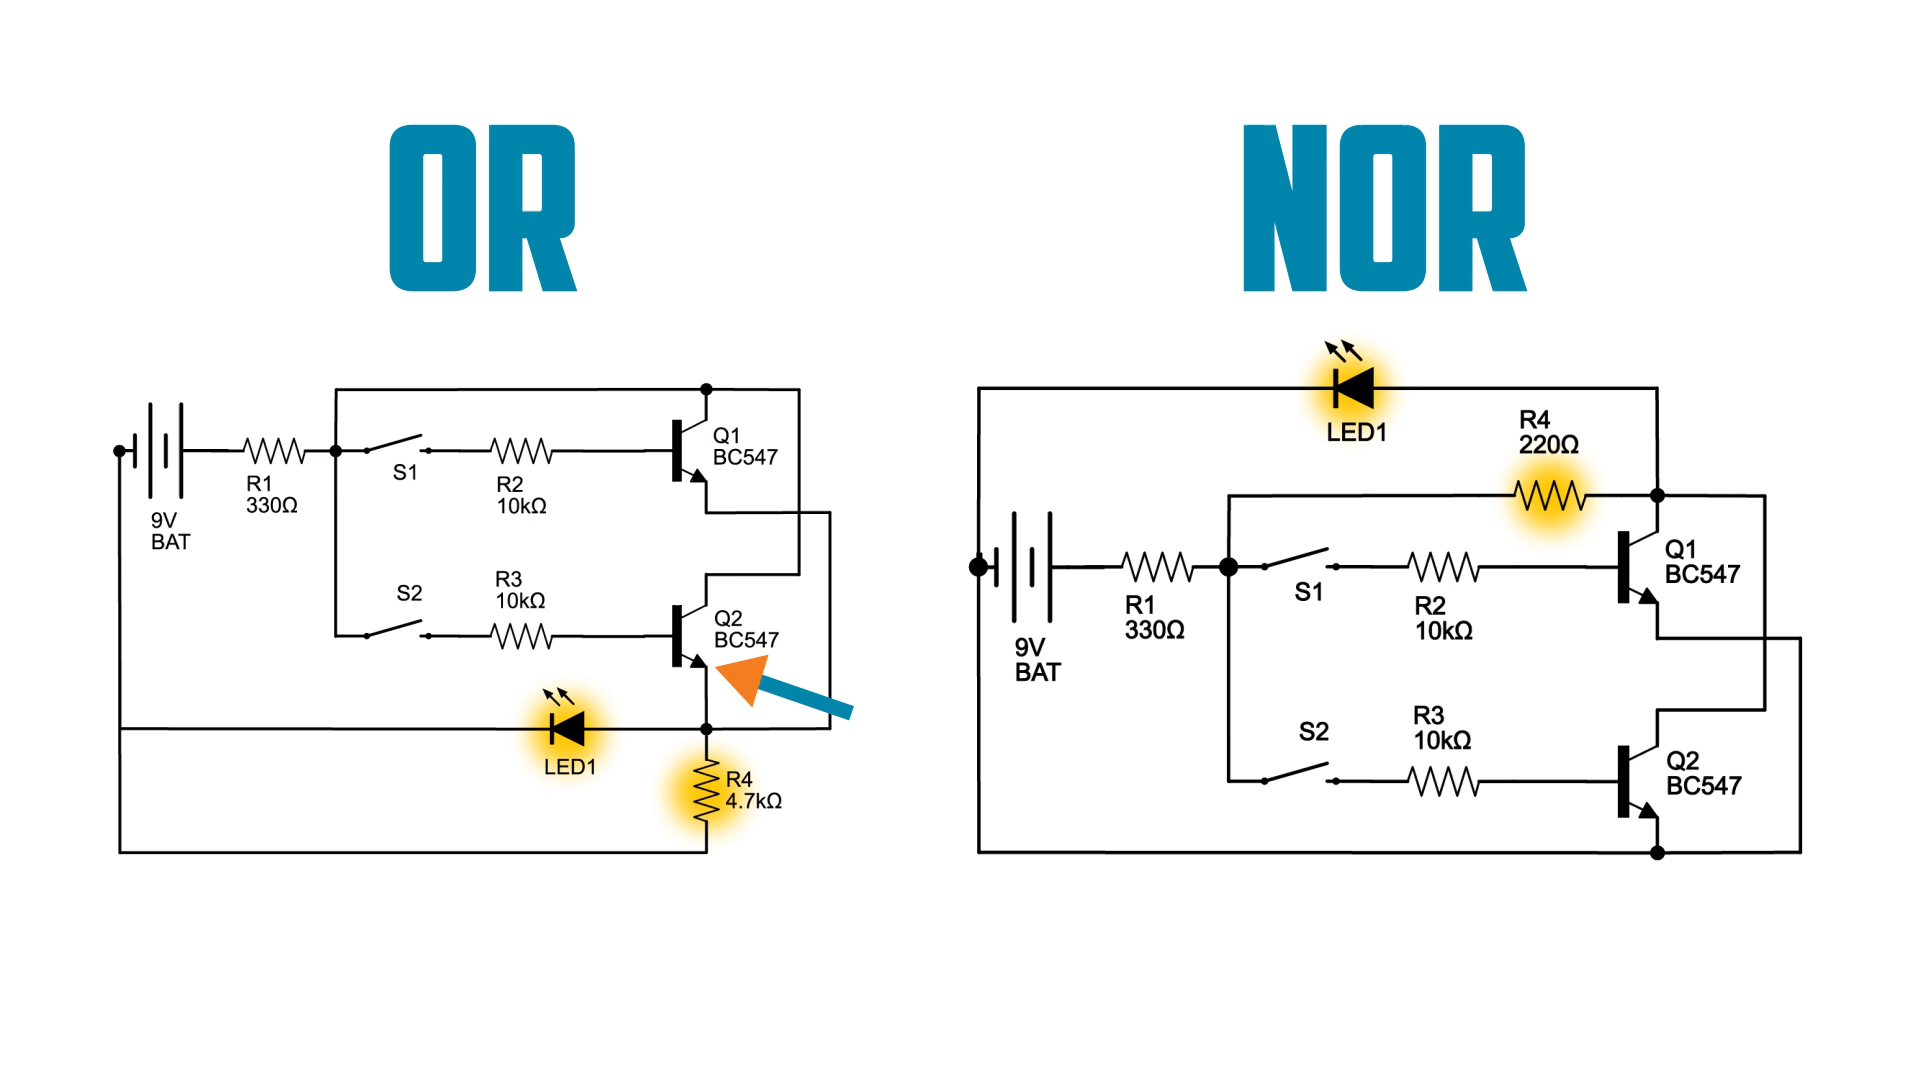 OR
NOR
Q1
BC547
S1
R1
330Ω
R2
10kΩ
9V
BAT
R3
10kΩ
S2
Q2
BC547
LED1
R4
4.7kΩ
LED1
R4
220Ω
Q1
BC547
S1
R1
330Ω
R2
10kΩ
9V
BAT
R3
10kΩ
S2
Q2
BC547